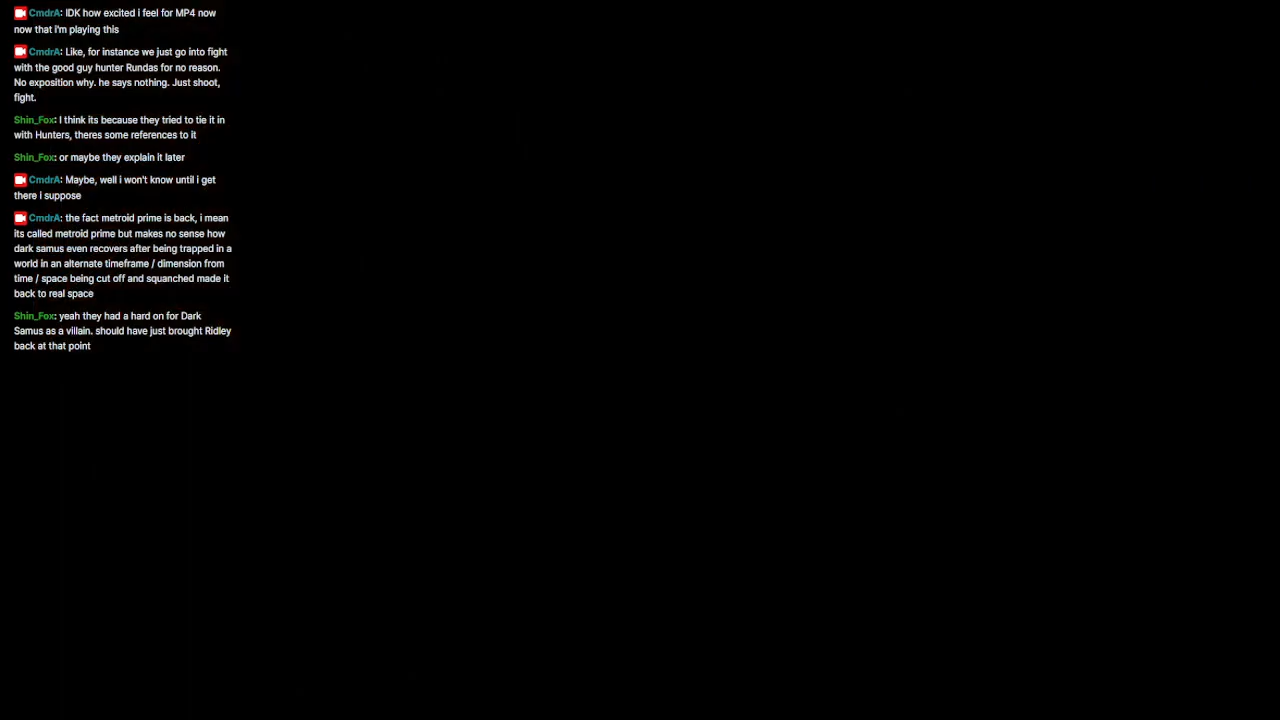 CmdrA: IDK how excited i feel for MP4 now
now that i'm playing this
CmdrA: Like, for instance we just go into fight
with the good guy hunter Rundas for no reason.
No exposition why. he says nothing. Just shoot,
fight.
Shin_Fox: I think its because they tried to tie it in
with Hunters, theres some references to it
Shin_Fox: or maybe they explain it later
CmdrA: Maybe, well i won't know until i get
there i suppose
CmdrA: the fact metroid prime is back, i mean
its called metroid prime but makes no sense how
dark samus even recovers after being trapped in a
world in an alternate timeframe / dimension from
time / space being cut off and squanched made it
back to real space
Shin_Fox: yeah they had a hard on for Dark
Samus as a villain. should have just brought Ridley
back at that point